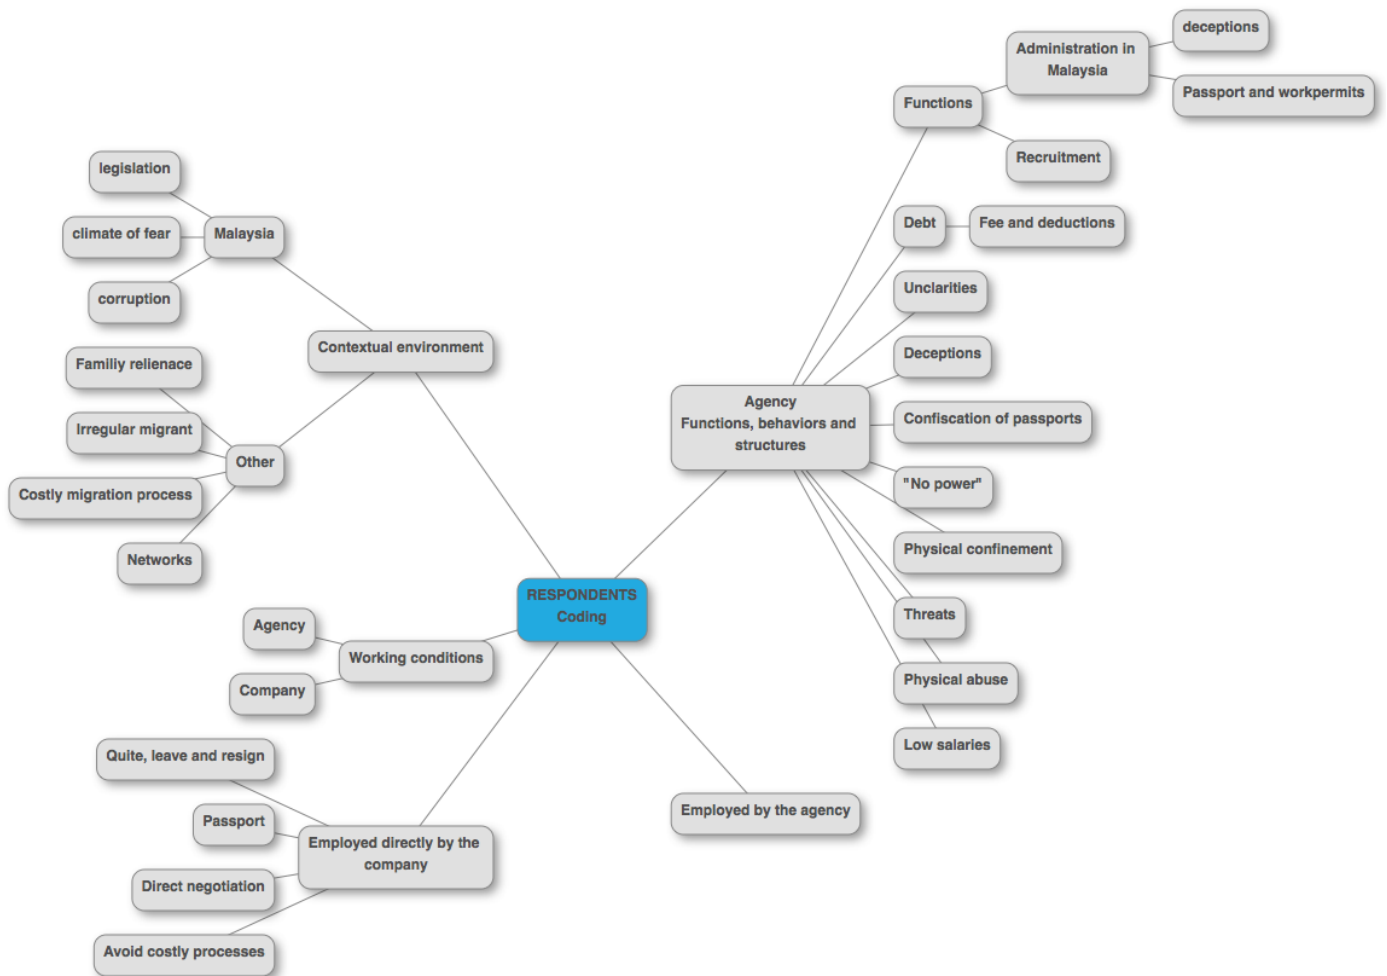 deceptions
Administration in
Malaysia
Passport and workpermits
Functions
Recruitment
legislation
climate of fear
Malaysia
corruption
Debt
Fee and deductions
Unclarities
Contextual environment
Deceptions
Familiy relienace
Irregular migrant
Other
Costly migration process
Networks
Agency
Functions, behaviors and
structures
Confiscation of passports
"No power"
Physical confinement
RESPONDENTS
Coding
Threats
Agency
Working conditions
Company
Physical abuse
Low salaries
Quite, leave and resign
Passport
Employed directly by the
company
Direct negotiation
Avoid costly processes
Employed by the agency